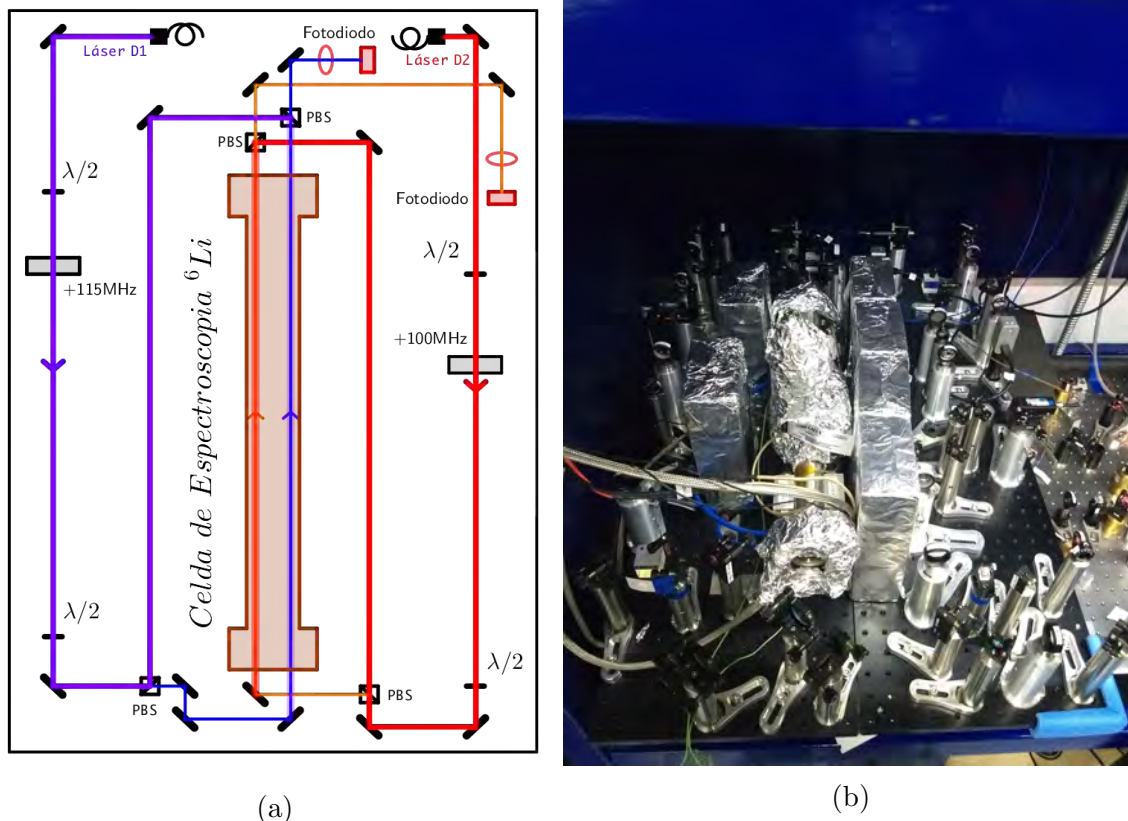 Láser D1
Fotodiodo
Láser D2
PBS
PBS
λ/2
Fotodiodo
λ/2
+115MHz
+100MHz
Celda de Espectroscopia ⁶Li
λ/2
λ/2
PBS
PBS
(a)
(b)